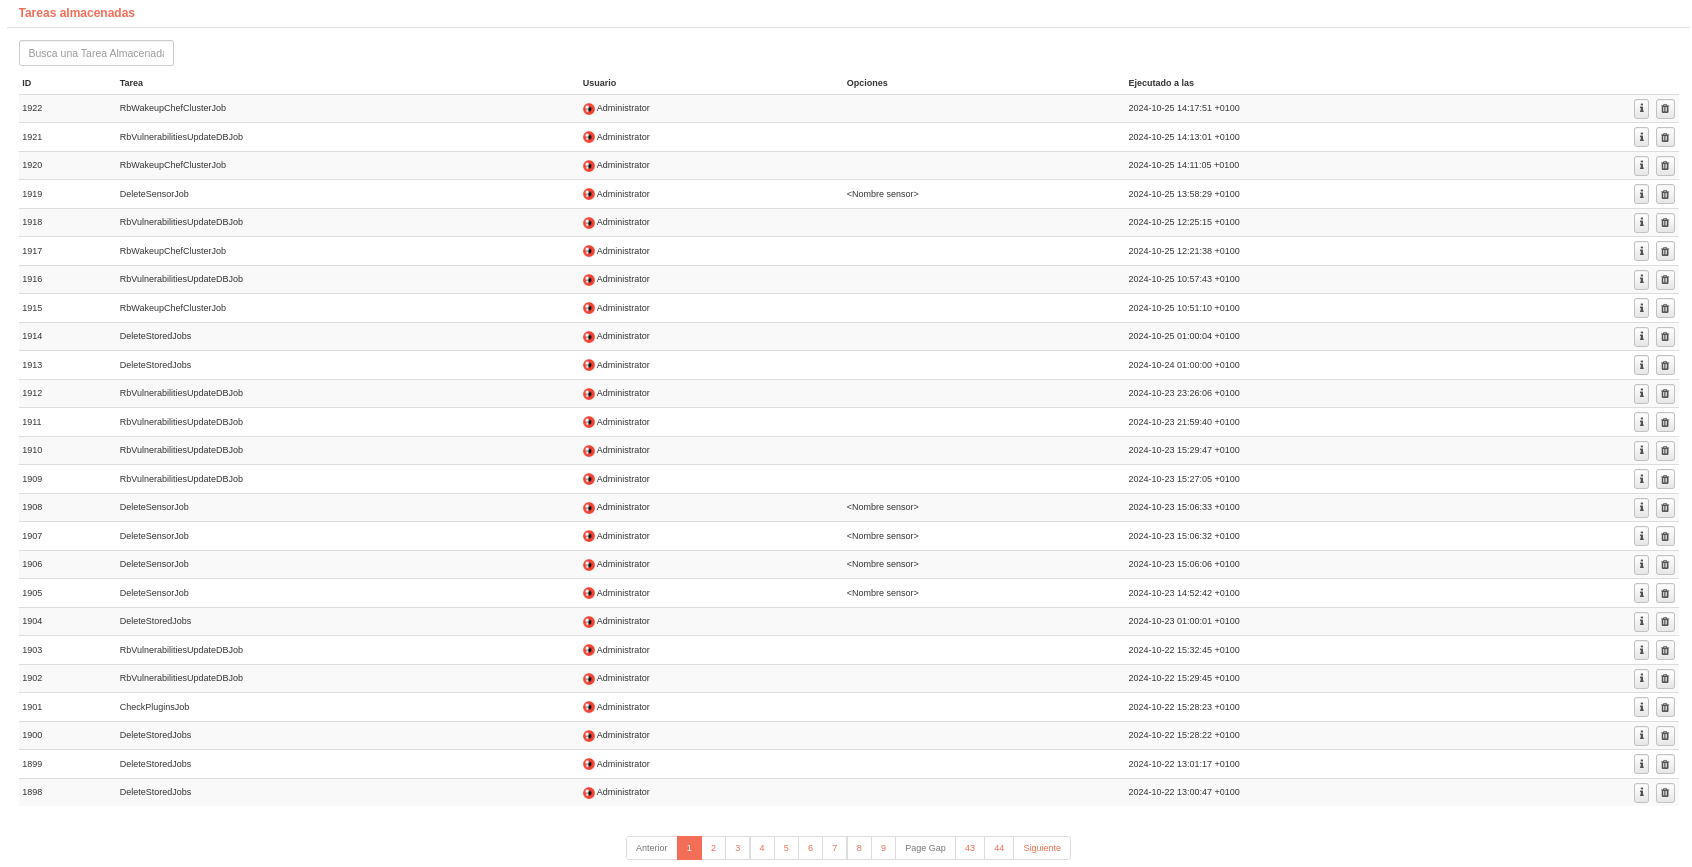 Tareas almacenadas
Busca una Tarea Almacenada
ID Tarea Usuario Opciones Ejecutado a las
1922 RbWakeupChefClusterJob Administrator 2024-10-25 14:17:51 +0100
1921 RbVulnerabilitiesUpdateDBJob Administrator 2024-10-25 14:13:01 +0100
1920 RbWakeupChefClusterJob Administrator 2024-10-25 14:11:05 +0100
1919 DeleteSensorJob Administrator <Nombre sensor> 2024-10-25 13:58:29 +0100
1918 RbVulnerabilitiesUpdateDBJob Administrator 2024-10-25 12:25:15 +0100
1917 RbWakeupChefClusterJob Administrator 2024-10-25 12:21:38 +0100
1916 RbVulnerabilitiesUpdateDBJob Administrator 2024-10-25 10:57:43 +0100
1915 RbWakeupChefClusterJob Administrator 2024-10-25 10:51:10 +0100
1914 DeleteStoredJobs Administrator 2024-10-25 01:00:04 +0100
1913 DeleteStoredJobs Administrator 2024-10-24 01:00:00 +0100
1912 RbVulnerabilitiesUpdateDBJob Administrator 2024-10-23 23:26:06 +0100
1911 RbVulnerabilitiesUpdateDBJob Administrator 2024-10-23 21:59:40 +0100
1910 RbVulnerabilitiesUpdateDBJob Administrator 2024-10-23 15:29:47 +0100
1909 RbVulnerabilitiesUpdateDBJob Administrator 2024-10-23 15:27:05 +0100
1908 DeleteSensorJob Administrator <Nombre sensor> 2024-10-23 15:06:33 +0100
1907 DeleteSensorJob Administrator <Nombre sensor> 2024-10-23 15:06:32 +0100
1906 DeleteSensorJob Administrator <Nombre sensor> 2024-10-23 15:06:06 +0100
1905 DeleteSensorJob Administrator <Nombre sensor> 2024-10-23 14:52:42 +0100
1904 DeleteStoredJobs Administrator 2024-10-23 01:00:01 +0100
1903 RbVulnerabilitiesUpdateDBJob Administrator 2024-10-22 15:32:45 +0100
1902 RbVulnerabilitiesUpdateDBJob Administrator 2024-10-22 15:29:45 +0100
1901 CheckPluginsJob Administrator 2024-10-22 15:28:23 +0100
1900 DeleteStoredJobs Administrator 2024-10-22 15:28:22 +0100
1899 DeleteStoredJobs Administrator 2024-10-22 13:01:17 +0100
1898 DeleteStoredJobs Administrator 2024-10-22 13:00:47 +0100
Anterior 1 2 3 4 5 6 7 8 9 Page Gap 43 44 Siguiente